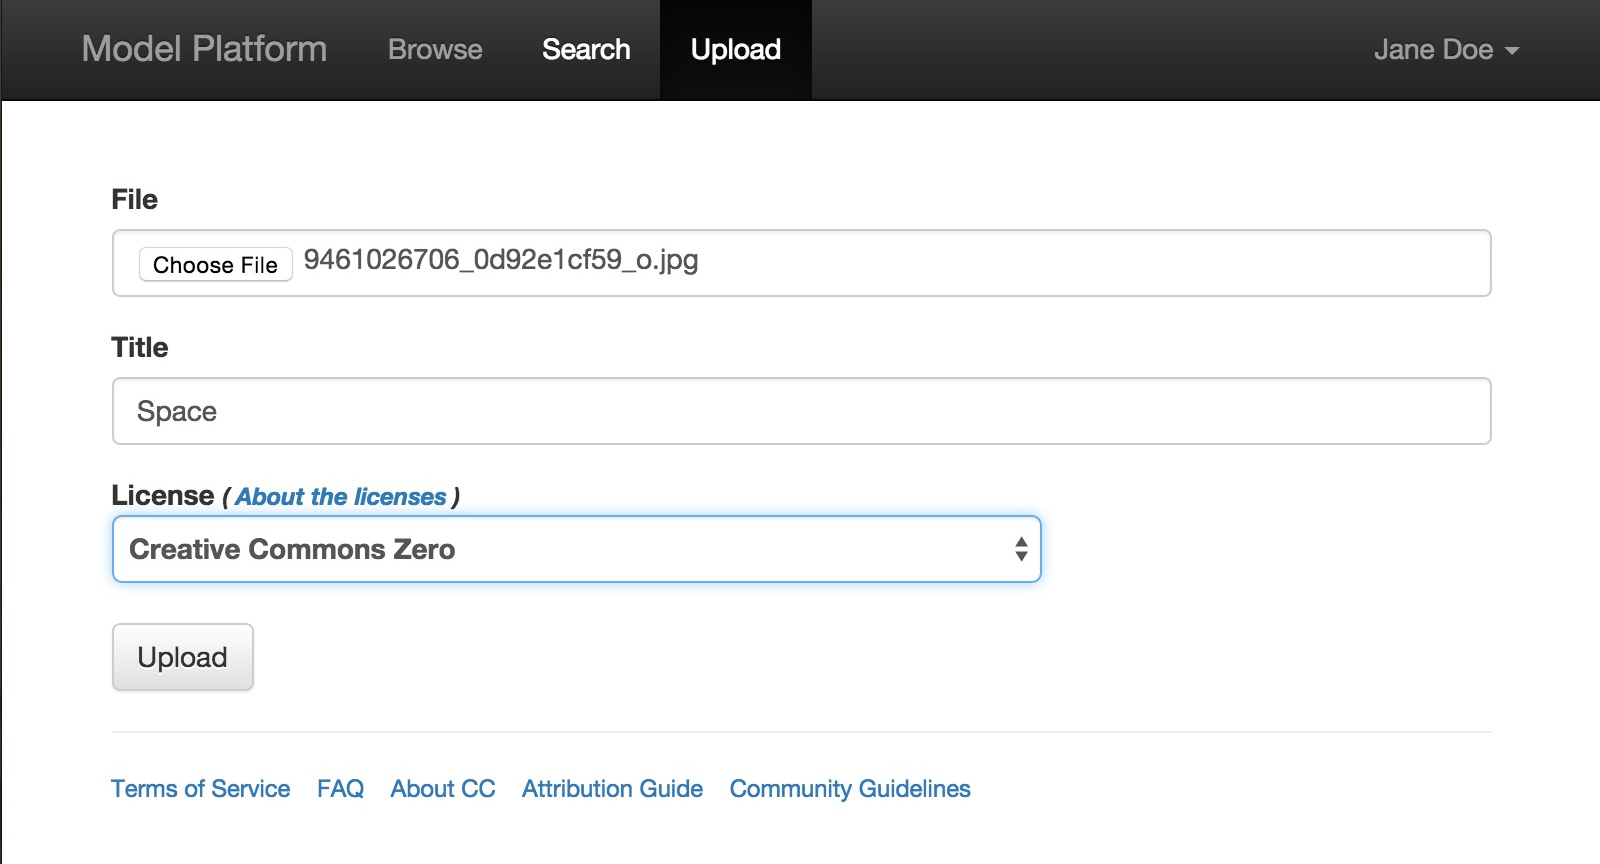 Model Platform Browse Search Upload Jane Doe
File
Choose File 9461026706_0d92e1cf59_o.jpg
Title
Space
License (About the licenses)
Creative Commons Zero
Upload
Terms of Service FAQ About CC Attribution Guide Community Guidelines